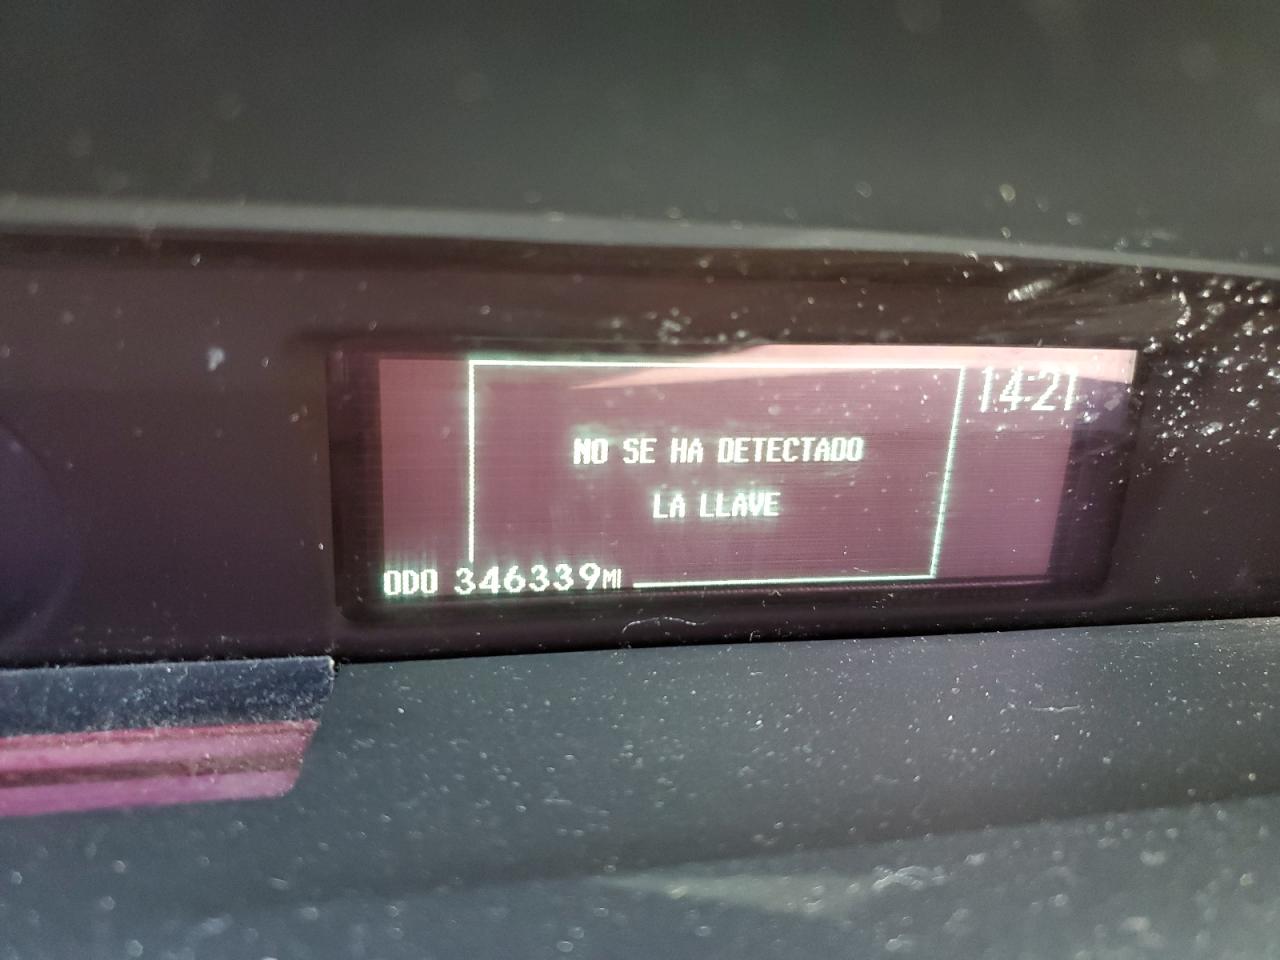 14:21
NO SE HA DETECTADO
LA LLAVE
ODO 346339MI